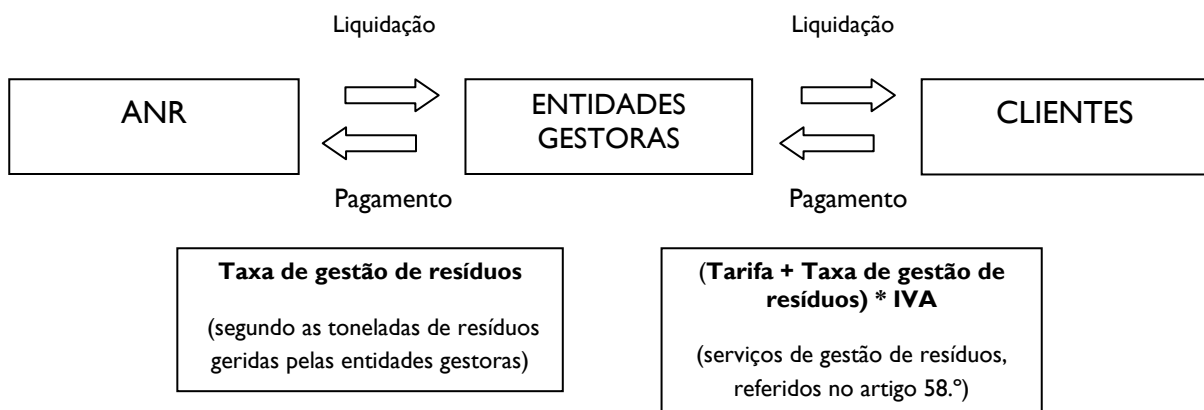 Liquidação
Liquidação
ANR
ENTIDADES
GESTORAS
CLIENTES
Pagamento
Pagamento
Taxa de gestão de resíduos
(segundo as toneladas de resíduos
geridas pelas entidades gestoras)
(Tarifa + Taxa de gestão de
resíduos) * IVA
(serviços de gestão de resíduos,
referidos no artigo 58.º)